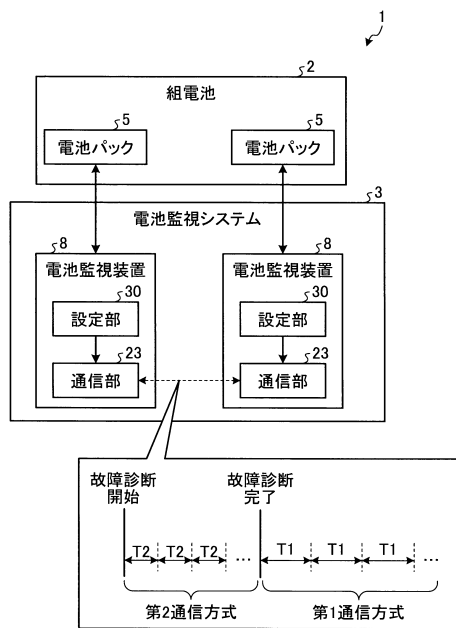 1
2
組電池
5
電池パック
5
電池パック
3
電池監視システム
8
電池監視装置
30
設定部
23
通信部
8
電池監視装置
30
設定部
23
通信部
故障診断
開始
故障診断
完了
T2 T2 T2 … T1 T1 T1 …
第2通信方式
第1通信方式